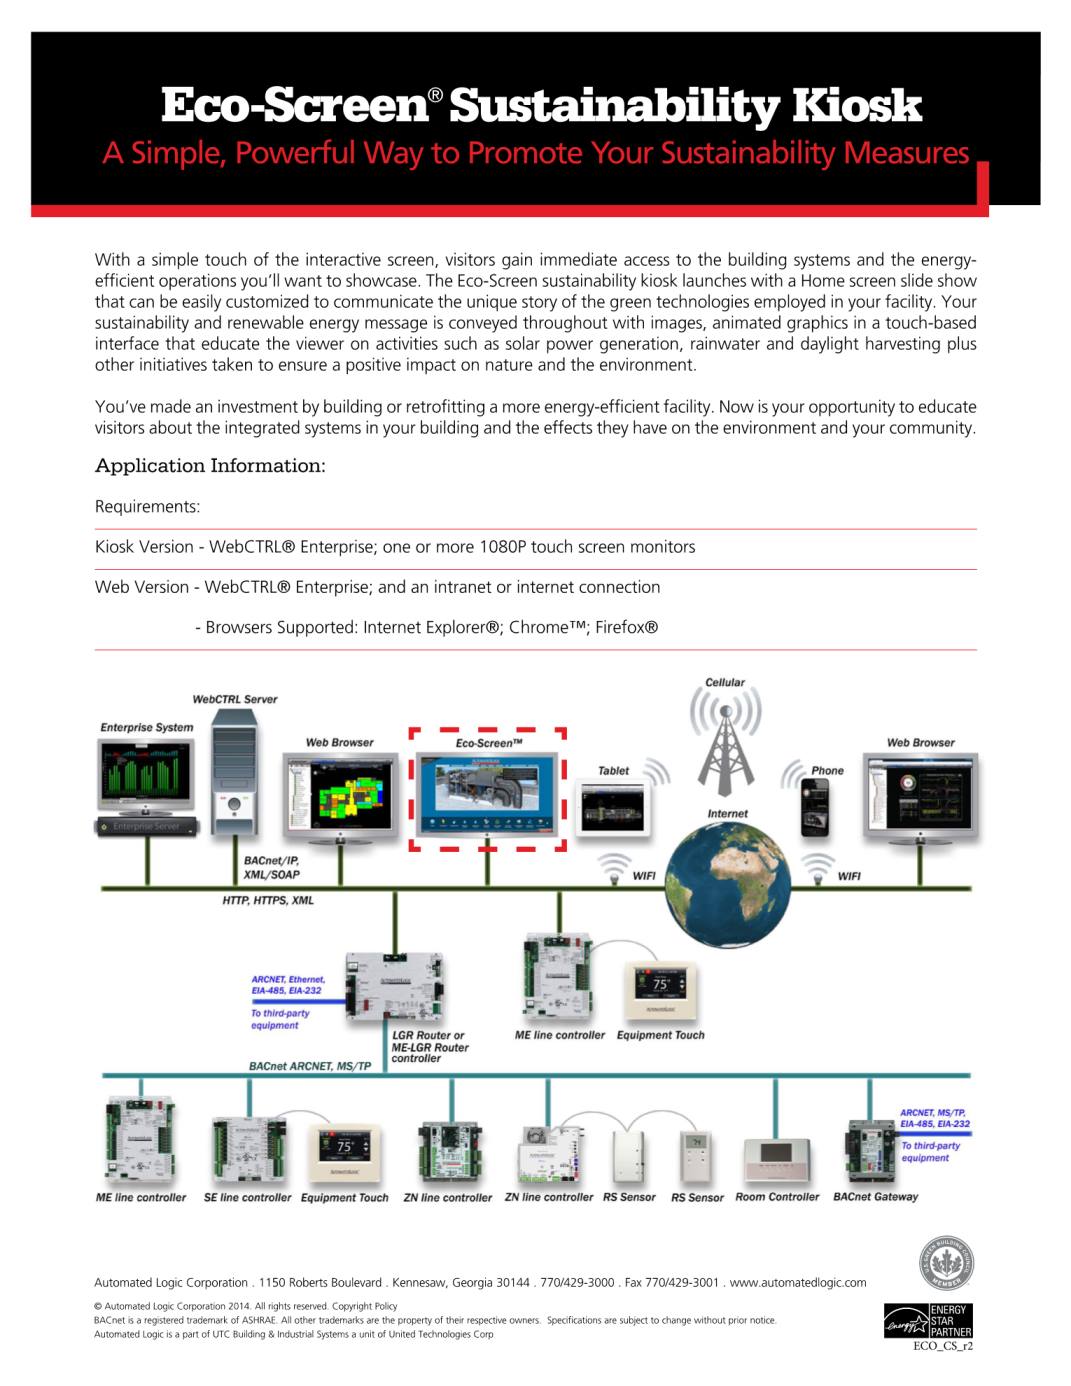 Eco-Screen® Sustainability Kiosk
A Simple, Powerful Way to Promote Your Sustainability Measures
With a simple touch of the interactive screen, visitors gain immediate access to the building systems and the energy-
efficient operations you'll want to showcase. The Eco-Screen sustainability kiosk launches with a Home screen slide show
that can be easily customized to communicate the unique story of the green technologies employed in your facility. Your
sustainability and renewable energy message is conveyed throughout with images, animated graphics in a touch-based
interface that educate the viewer on activities such as solar power generation, rainwater and daylight harvesting plus
other initiatives taken to ensure a positive impact on nature and the environment.
You've made an investment by building or retrofitting a more energy-efficient facility. Now is your opportunity to educate
visitors about the integrated systems in your building and the effects they have on the environment and your community.
Application Information:
Requirements:
Kiosk Version - WebCTRL® Enterprise; one or more 1080P touch screen monitors
Web Version - WebCTRL® Enterprise; and an intranet or internet connection
- Browsers Supported: Internet Explorer®; Chrome™; Firefox®
Cellular
WebCTRL Server
Enterprise System
Web Browser
Eco-Screen™
Web Browser
Tablet
Phone
Internet
Enterprise Server
BACnet/IP,
XML/SOAP
WIFI
WIFI
HTTP, HTTPS, XML
ARCNET, Ethernet,
EIA-485, EIA-232
To third-party
equipment
75°
LGR Router or
ME-LGR Router
controller
ME line controller
Equipment Touch
BACnet ARCNET, MS/TP
ARCNET, MS/TP,
EIA-485, EIA-232
To third-party
equipment
75°
ME line controller
SE line controller
Equipment Touch
ZN line controller
ZN line controller
RS Sensor
RS Sensor
Room Controller
BACnet Gateway
U.S. GREEN BUILDING COUNCIL
MEMBER
Automated Logic Corporation . 1150 Roberts Boulevard . Kennesaw, Georgia 30144 . 770/429-3000 . Fax 770/429-3001 . www.automatedlogic.com
© Automated Logic Corporation 2014. All rights reserved. Copyright Policy
BACnet is a registered trademark of ASHRAE. All other trademarks are the property of their respective owners. Specifications are subject to change without prior notice.
Automated Logic is a part of UTC Building & Industrial Systems a unit of United Technologies Corp
energy
ENERGY
STAR
PARTNER
ECO_CS_r2